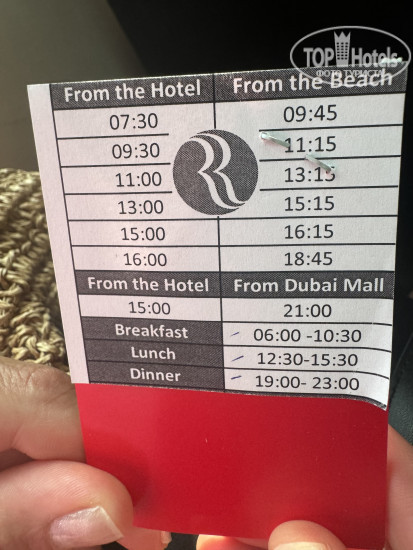 TOP Hotels
ФОТО ТУРИСТА
From the Hotel From the Beach
07:30 09:45
09:30 11:15
11:00 13:15
13:00 15:15
15:00 16:15
16:00 18:45
From the Hotel From Dubai Mall
15:00 21:00
Breakfast 06:00 -10:30
Lunch 12:30-15:30
Dinner 19:00- 23:00